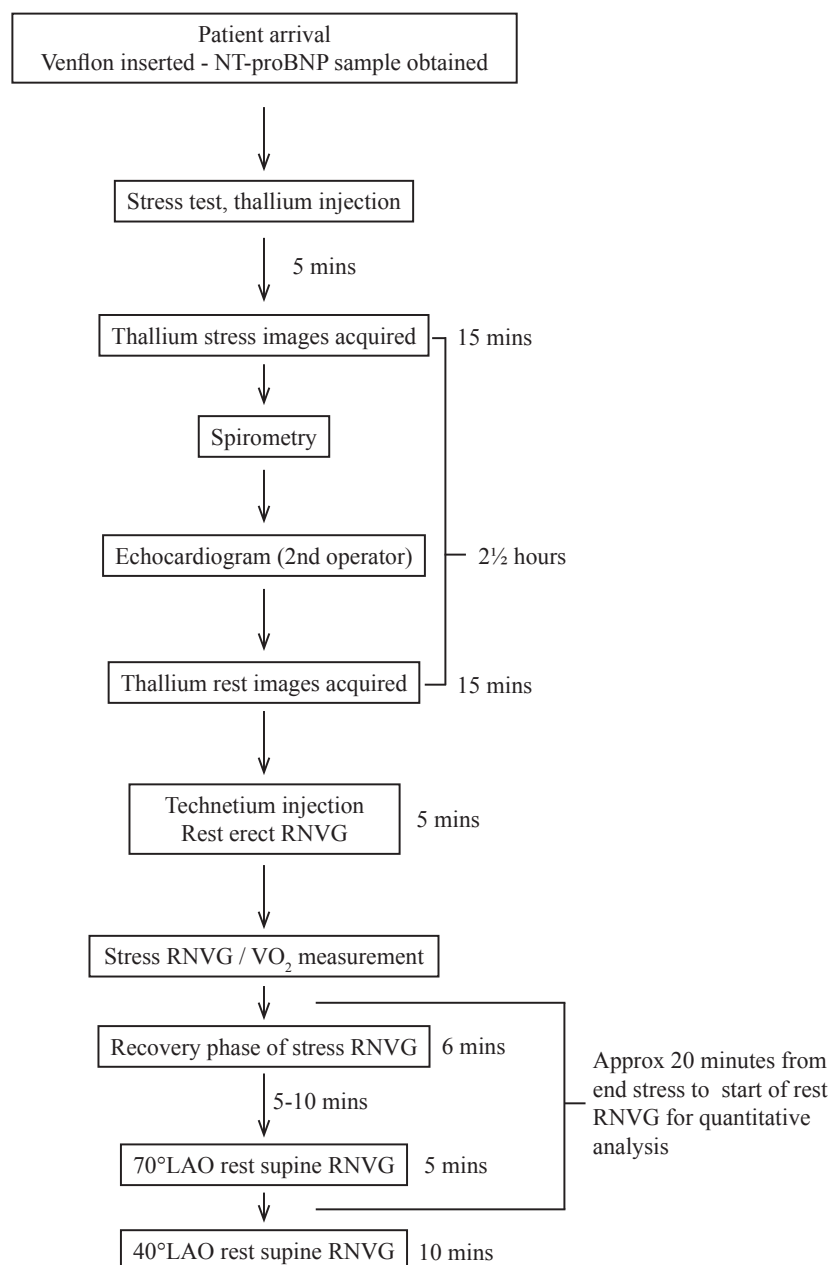 Patient arrival
Venflon inserted - NT-proBNP sample obtained
Stress test, thallium injection
5 mins
Thallium stress images acquired
15 mins
Spirometry
Echocardiogram (2nd operator)
2½ hours
Thallium rest images acquired
15 mins
Technetium injection
Rest erect RNVG
5 mins
Stress RNVG / VO₂ measurement
Recovery phase of stress RNVG
6 mins
Approx 20 minutes from
end stress to start of rest
RNVG for quantitative
analysis
5-10 mins
70°LAO rest supine RNVG
5 mins
40°LAO rest supine RNVG
10 mins